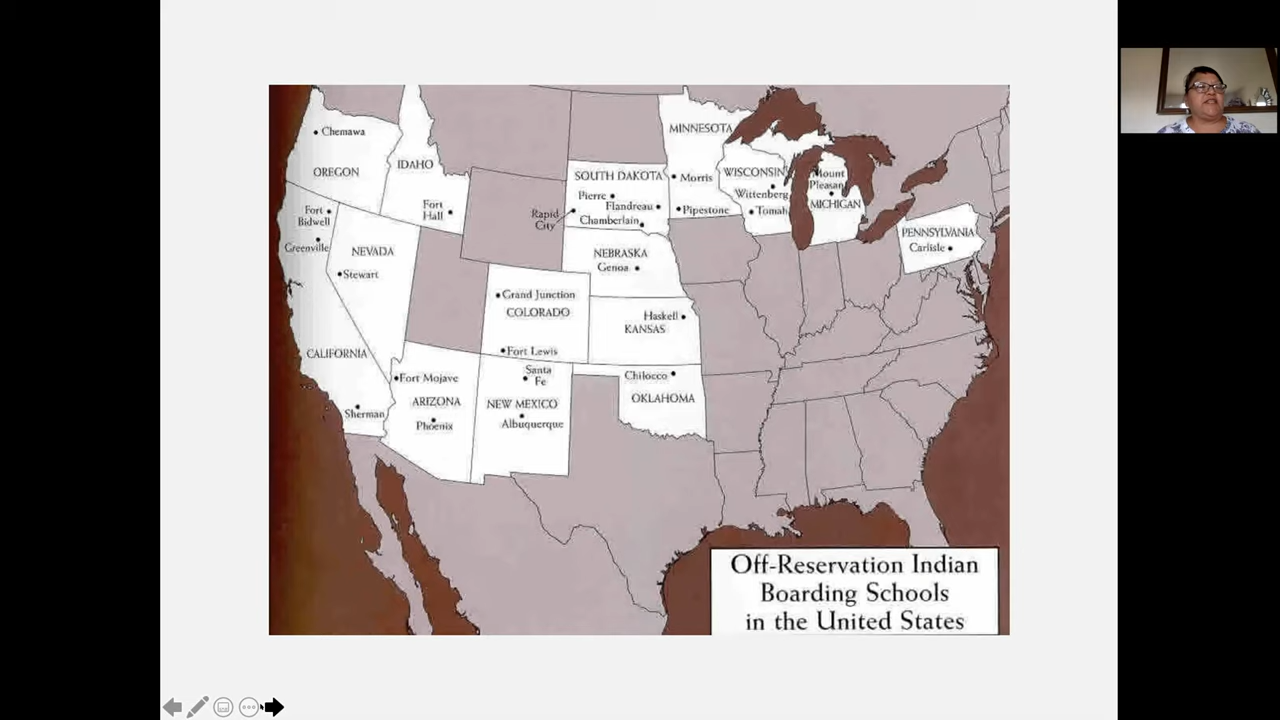 Chemawa
OREGON
IDAHO
Fort
Hall
Fort
Bidwell
Greenville
NEVADA
Stewart
CALIFORNIA
Sherman
Fort Mojave
ARIZONA
Phoenix
Grand Junction
COLORADO
Fort Lewis
Santa
Fe
NEW MEXICO
Albuquerque
SOUTH DAKOTA
Pierre
Flandreau
Rapid
City
Chamberlain
NEBRASKA
Genoa
Haskell
KANSAS
Chilocco
OKLAHOMA
MINNESOTA
Morris
Pipestone
WISCONSIN
Wittenberg
Tomah
Mount
Pleasant
MICHIGAN
PENNSYLVANIA
Carlisle
Off-Reservation Indian
Boarding Schools
in the United States